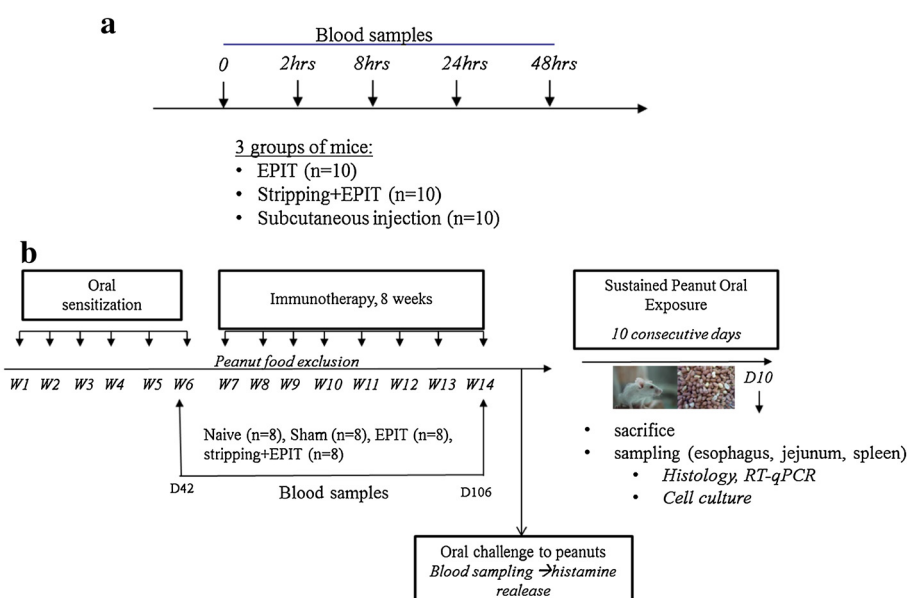 a
Blood samples
0 2hrs 8hrs 24hrs 48hrs
3 groups of mice:
• EPIT (n=10)
• Stripping+EPIT (n=10)
• Subcutaneous injection (n=10)
b
Oral
sensitization
Immunotherapy, 8 weeks
Sustained Peanut Oral
Exposure
10 consecutive days
Peanut food exclusion
W1 W2 W3 W4 W5 W6 W7 W8 W9 W10 W11 W12 W13 W14
D10
Naive (n=8), Sham (n=8), EPIT (n=8),
stripping+EPIT (n=8)
D42
Blood samples
D106
• sacrifice
• sampling (esophagus, jejunum, spleen)
• Histology, RT-qPCR
• Cell culture
Oral challenge to peanuts
Blood sampling →histamine
realease